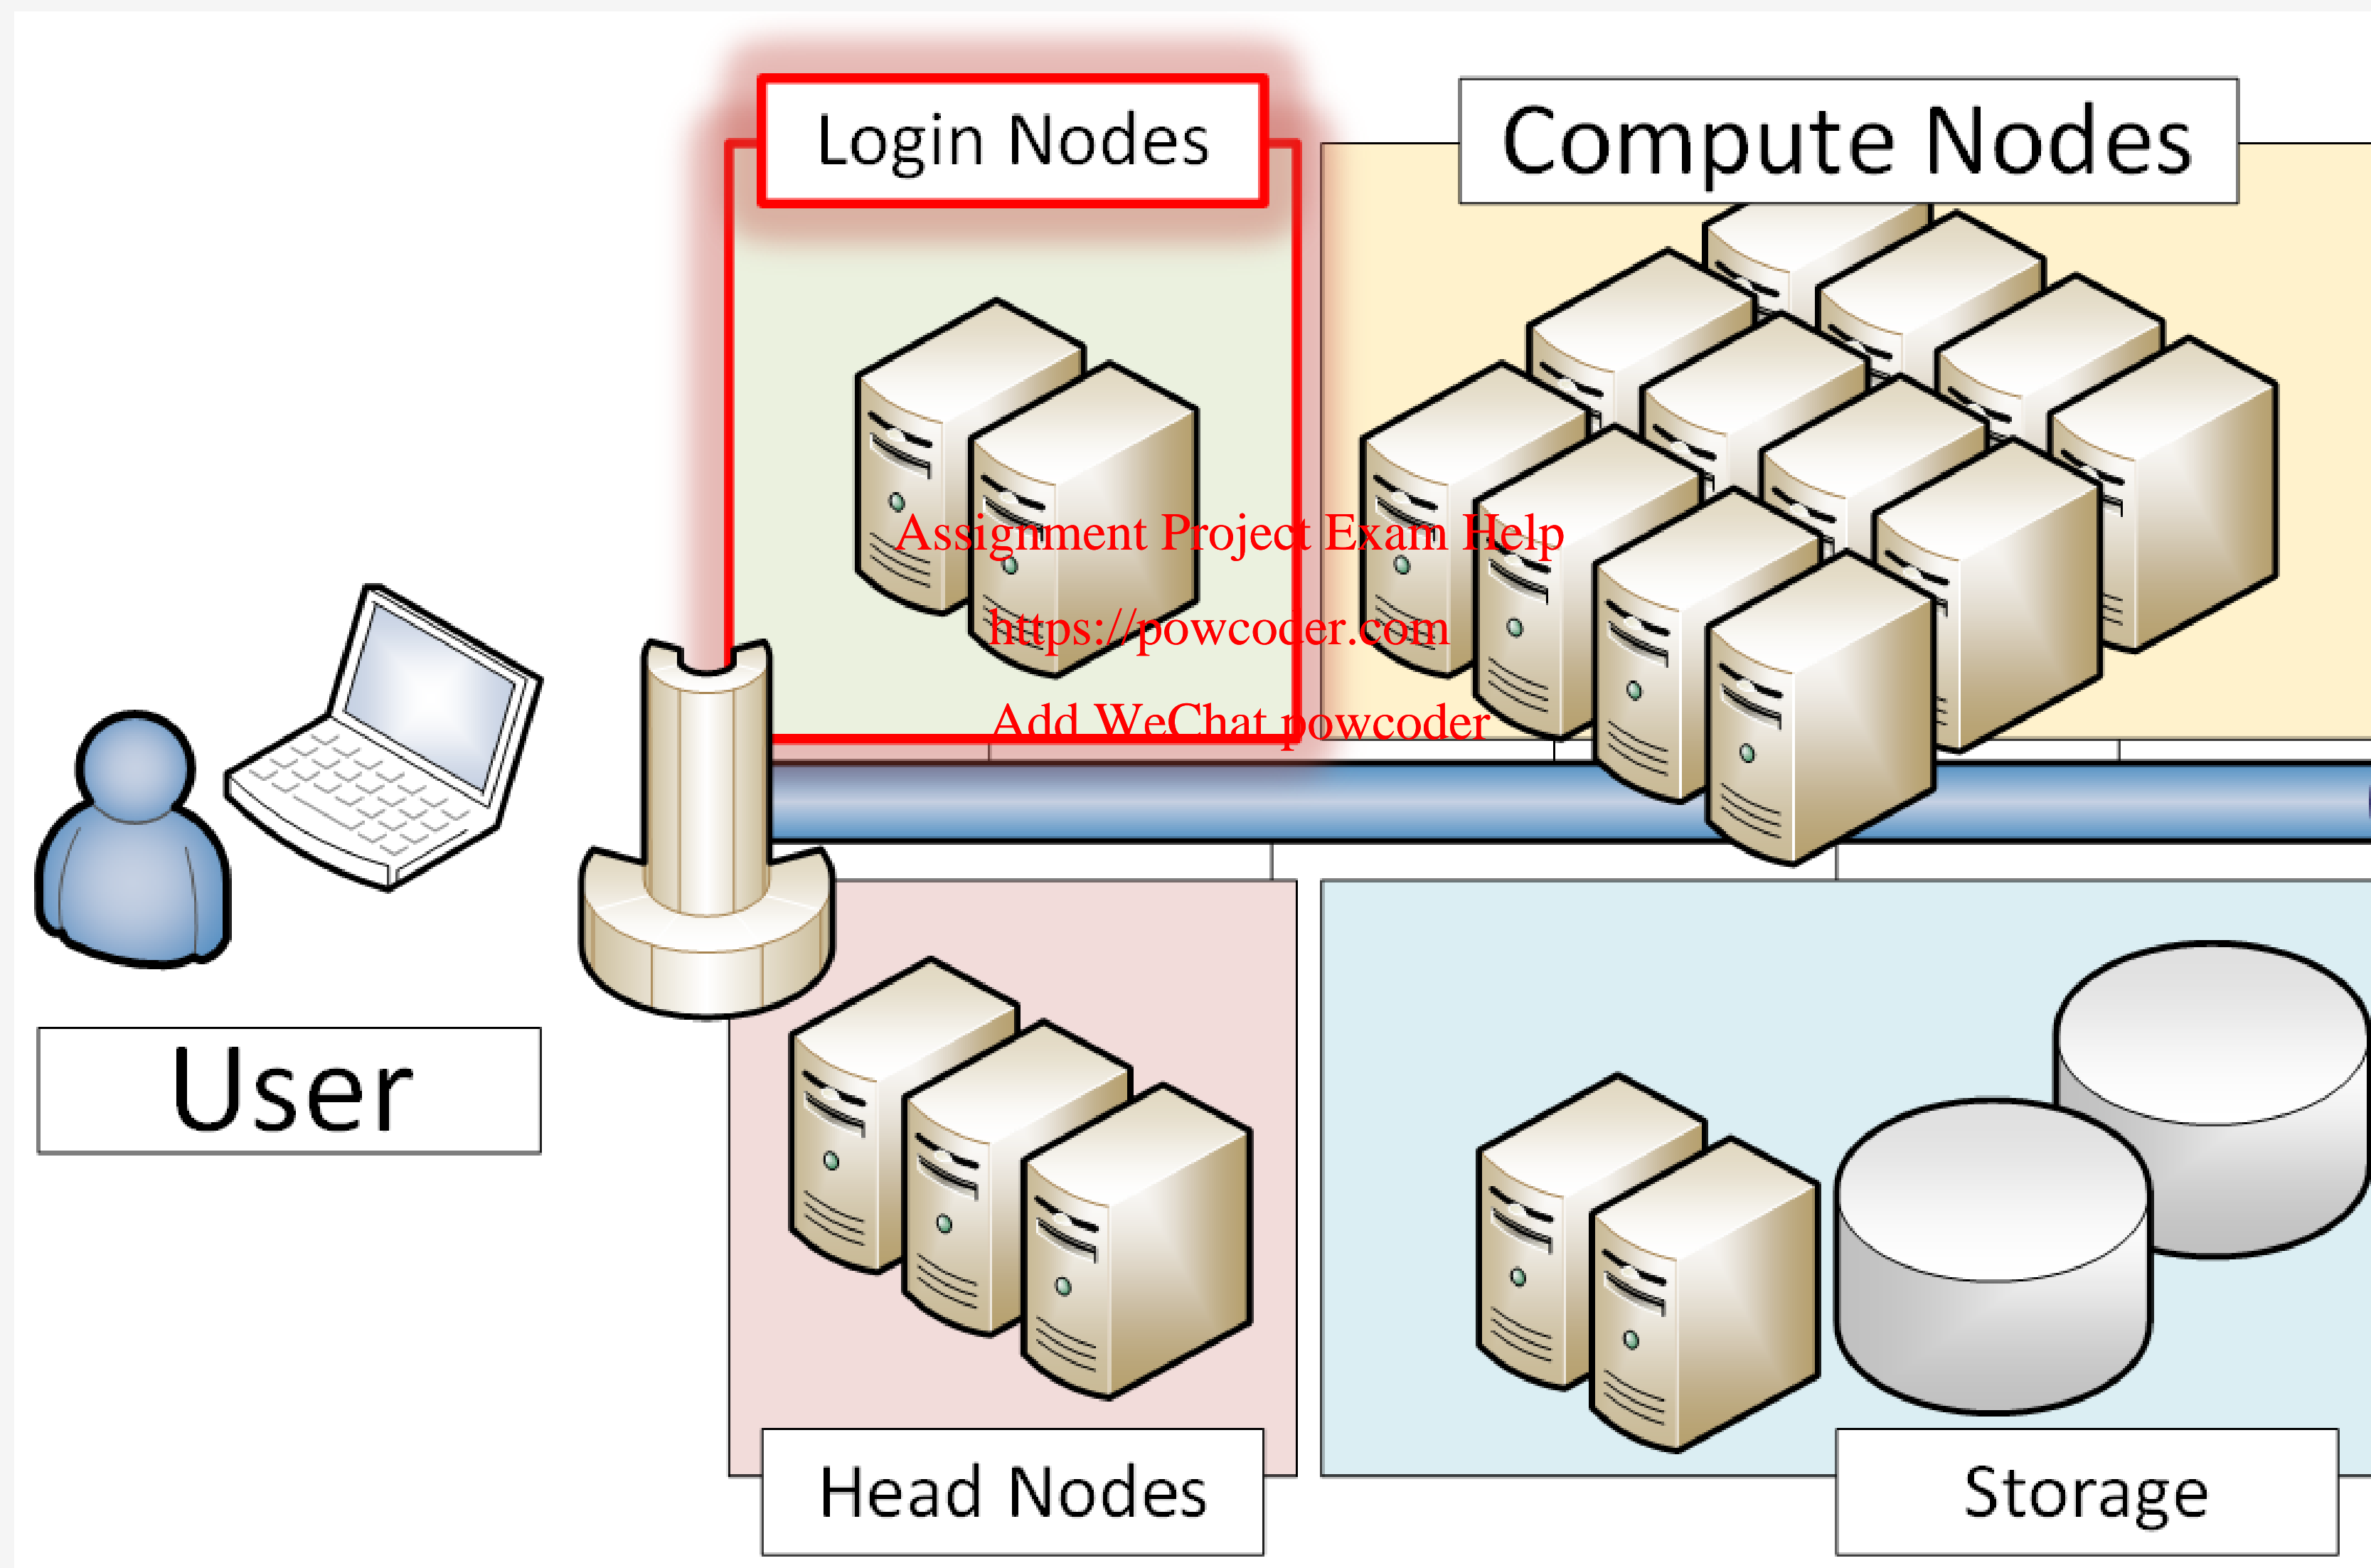 Login Nodes
Compute Nodes
Assignment Project Exam Help
https://powcoder.com
Add WeChat powcoder
User
Head Nodes
Storage